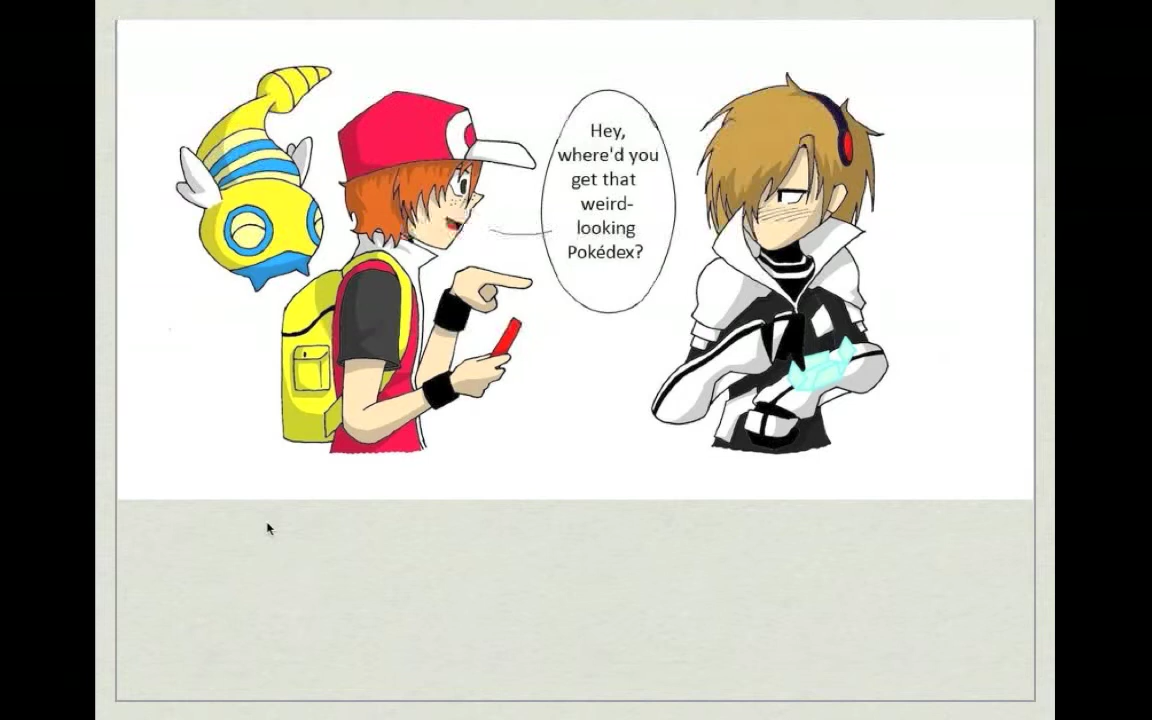 Hey,
where'd you
get that
weird-
looking
Pokédex?